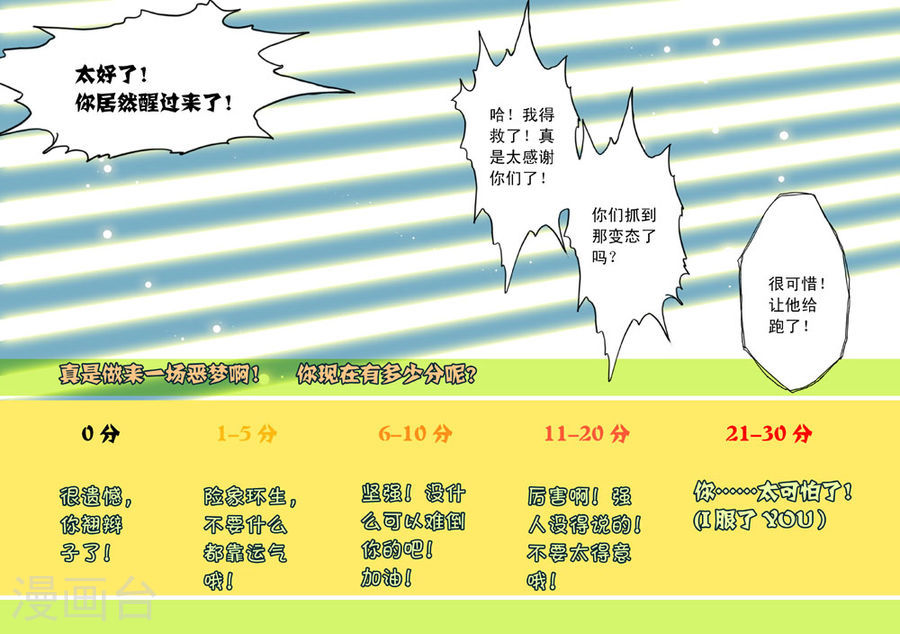 太好了！
你居然醒过来了！
哈！我得
救了！真
是太感谢
你们了！
你们抓到
那变态了
吗？
很可惜！
让他给
跑了！
真是做来一场恶梦啊！ 你现在有多少分呢？
0分
很遗憾，
你翘辫
子了！
1-5分
险象环生，
不要什么
都靠运气
哦！
6-10分
坚强！没什
么可以难倒
你的吧！
加油！
11-20分
厉害啊！强
人没得说的！
不要太得意
哦！
21-30分
你……太可怕了！
(I服了YOU)
漫画台